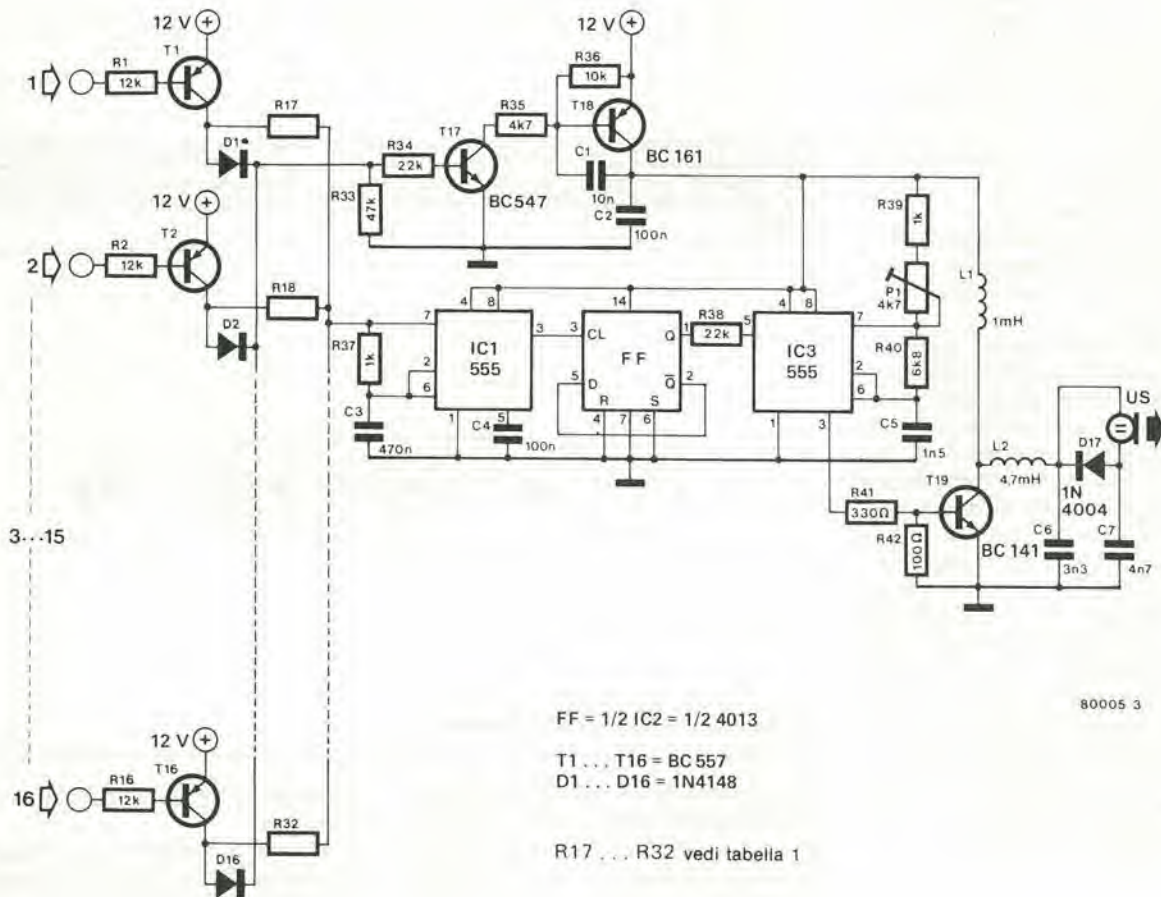 12 V
T1
1
R1
12k
R17
D1
12 V
T2
2
R2
12k
R18
D2
3...15
12 V
T16
16
R16
12k
R32
D16
R34
22k
R33
47k
T17
BC547
R35
4k7
12 V
R36
10k
T18
BC 161
C1
10n
C2
100n
R37
1k
C3
470n
4 8
7
IC1
555
3
2
6
1
5
C4
100n
14
3 CL
Q 1
FF
5 D
Q 2
R S
4 7 6
R38
22k
4 8
5
7
IC3
555
2
6
1
3
R39
1k
P1
4k7
R40
6k8
C5
1n5
L1
1mH
L2
4,7mH
US
=
D17
1N
4004
T19
BC 141
R41
330Ω
R42
100Ω
C6
3n3
C7
4n7
FF = 1/2 IC2 = 1/2 4013
T1 ... T16 = BC 557
D1 ... D16 = 1N4148
R17 ... R32 vedi tabella 1
80005 3